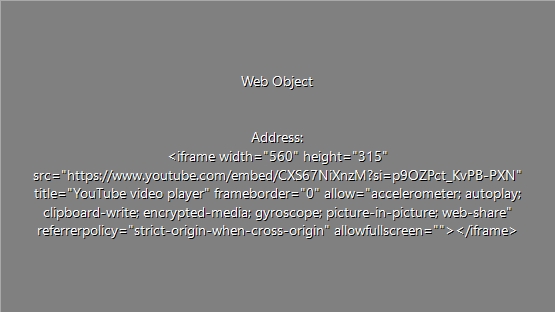 Web Object
Address:
<iframe width="560" height="315"
src="https://www.youtube.com/embed/CXS67NiXnzM?si=p9OZPct_KvPB-PXN"
title="YouTube video player" frameborder="0" allow="accelerometer; autoplay;
clipboard-write; encrypted-media; gyroscope; picture-in-picture; web-share"
referrerpolicy="strict-origin-when-cross-origin" allowfullscreen=""></iframe>